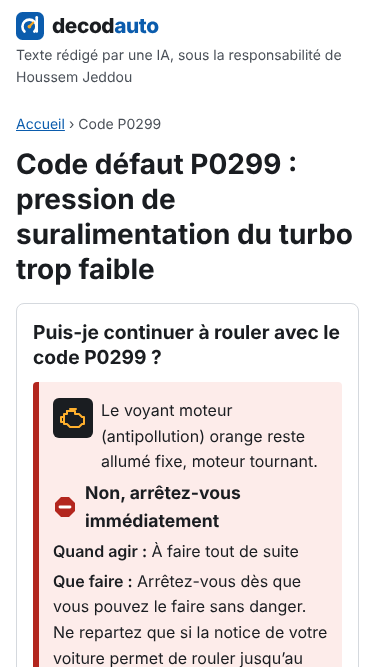 decodauto
Texte rédigé par une IA, sous la responsabilité de
Houssem Jeddou
Accueil › Code P0299
Code défaut P0299 :
pression de
suralimentation du turbo
trop faible
Puis-je continuer à rouler avec le
code P0299 ?
Le voyant moteur
(antipollution) orange reste
allumé fixe, moteur tournant.
Non, arrêtez-vous
immédiatement
Quand agir : À faire tout de suite
Que faire : Arrêtez-vous dès que
vous pouvez le faire sans danger.
Ne repartez que si la notice de votre
voiture permet de rouler jusqu’au